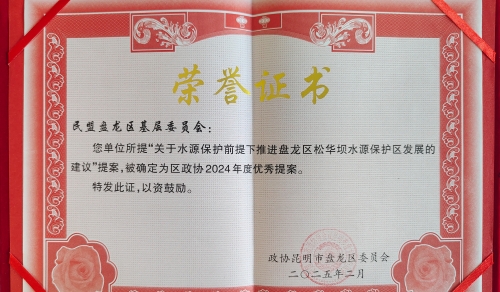 荣誉证书
民盟盘龙区基层委员会：
您单位所提“关于水源保护前提下推进盘龙区松华坝水源保护区发展的
建议”提案，被确定为区政协2024年度优秀提案。
特发此证，以资鼓励。
政协昆明市盘龙区委员会
二〇二五年二月